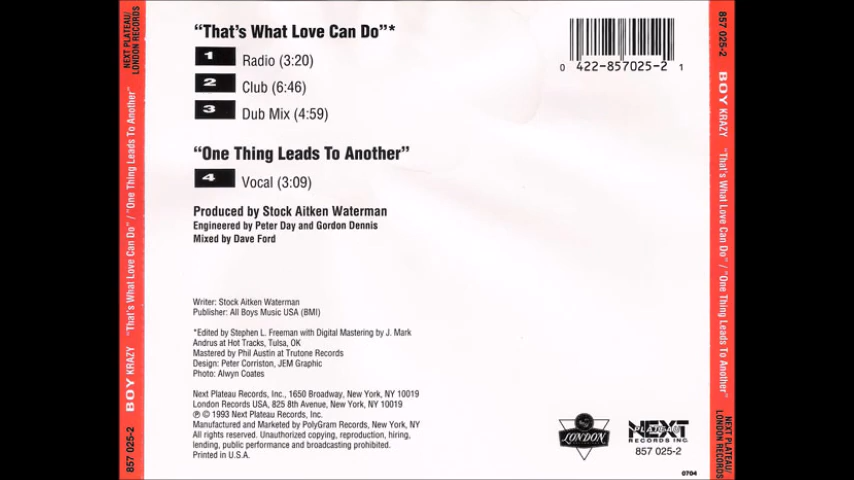 NEXT PLATEAU/
LONDON RECORDS
"That's What Love Can Do" / "One Thing Leads To Another"
BOY KRAZY
857 025-2
"That's What Love Can Do"*
1 Radio (3:20)
2 Club (6:46)
3 Dub Mix (4:59)
"One Thing Leads To Another"
4 Vocal (3:09)
Produced by Stock Aitken Waterman
Engineered by Peter Day and Gordon Dennis
Mixed by Dave Ford
Writer: Stock Aitken Waterman
Publisher: All Boys Music USA (BMI)
*Edited by Stephen L. Freeman with Digital Mastering by J. Mark
Andrus at Hot Tracks, Tulsa, OK
Mastered by Phil Austin at Trutone Records
Design: Peter Corriston, JEM Graphic
Photo: Alwyn Coates
Next Plateau Records, Inc., 1650 Broadway, New York, NY 10019
London Records USA, 825 8th Avenue, New York, NY 10019
℗ © 1993 Next Plateau Records, Inc.
Manufactured and Marketed by PolyGram Records, New York, NY
All rights reserved. Unauthorized copying, reproduction, hiring,
lending, public performance and broadcasting prohibited.
Printed in U.S.A.
0 422-857025-2 1
LONDON
NEXT
PLATEAU
RECORDS INC.
857 025-2
0704
857 025-2
BOY KRAZY
"That's What Love Can Do" / "One Thing Leads To Another"
NEXT PLATEAU/
LONDON RECORDS